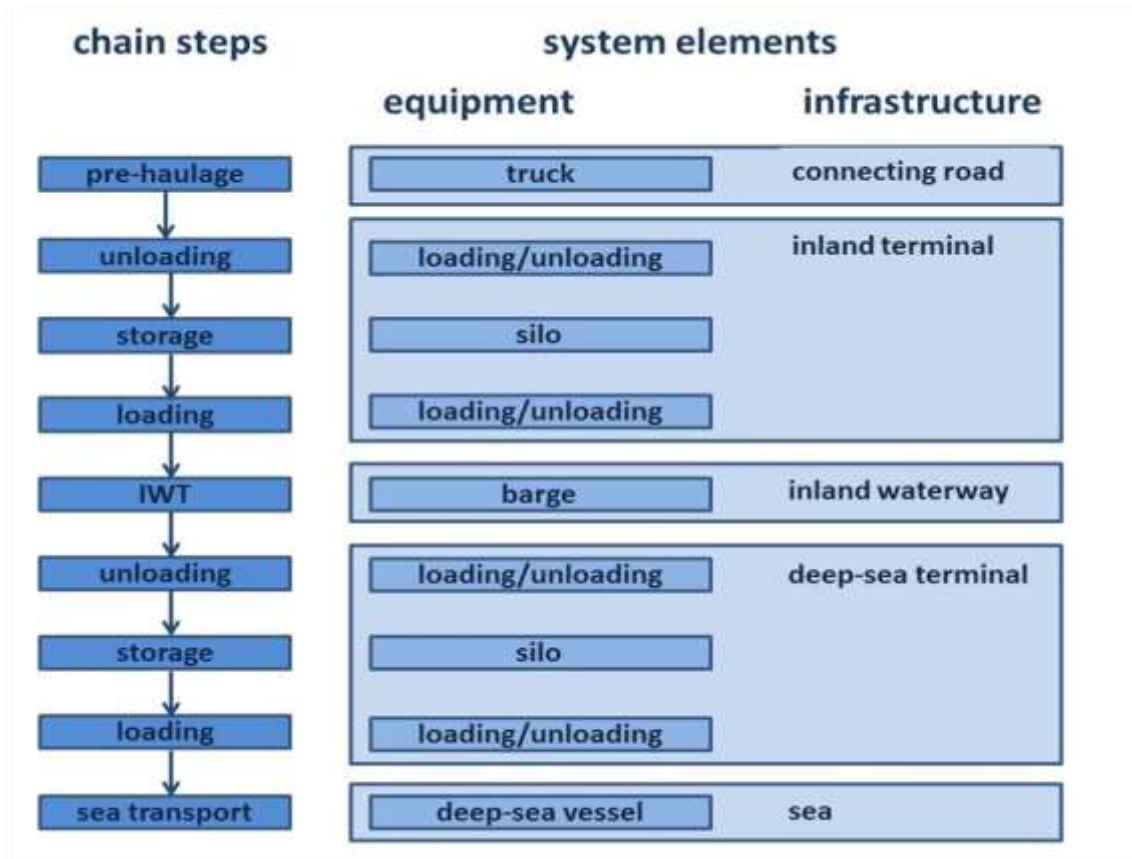 chain steps system elements
equipment infrastructure
pre-haulage truck connecting road
unloading loading/unloading inland terminal
storage silo
loading loading/unloading
IWT barge inland waterway
unloading loading/unloading deep-sea terminal
storage silo
loading loading/unloading
sea transport deep-sea vessel sea